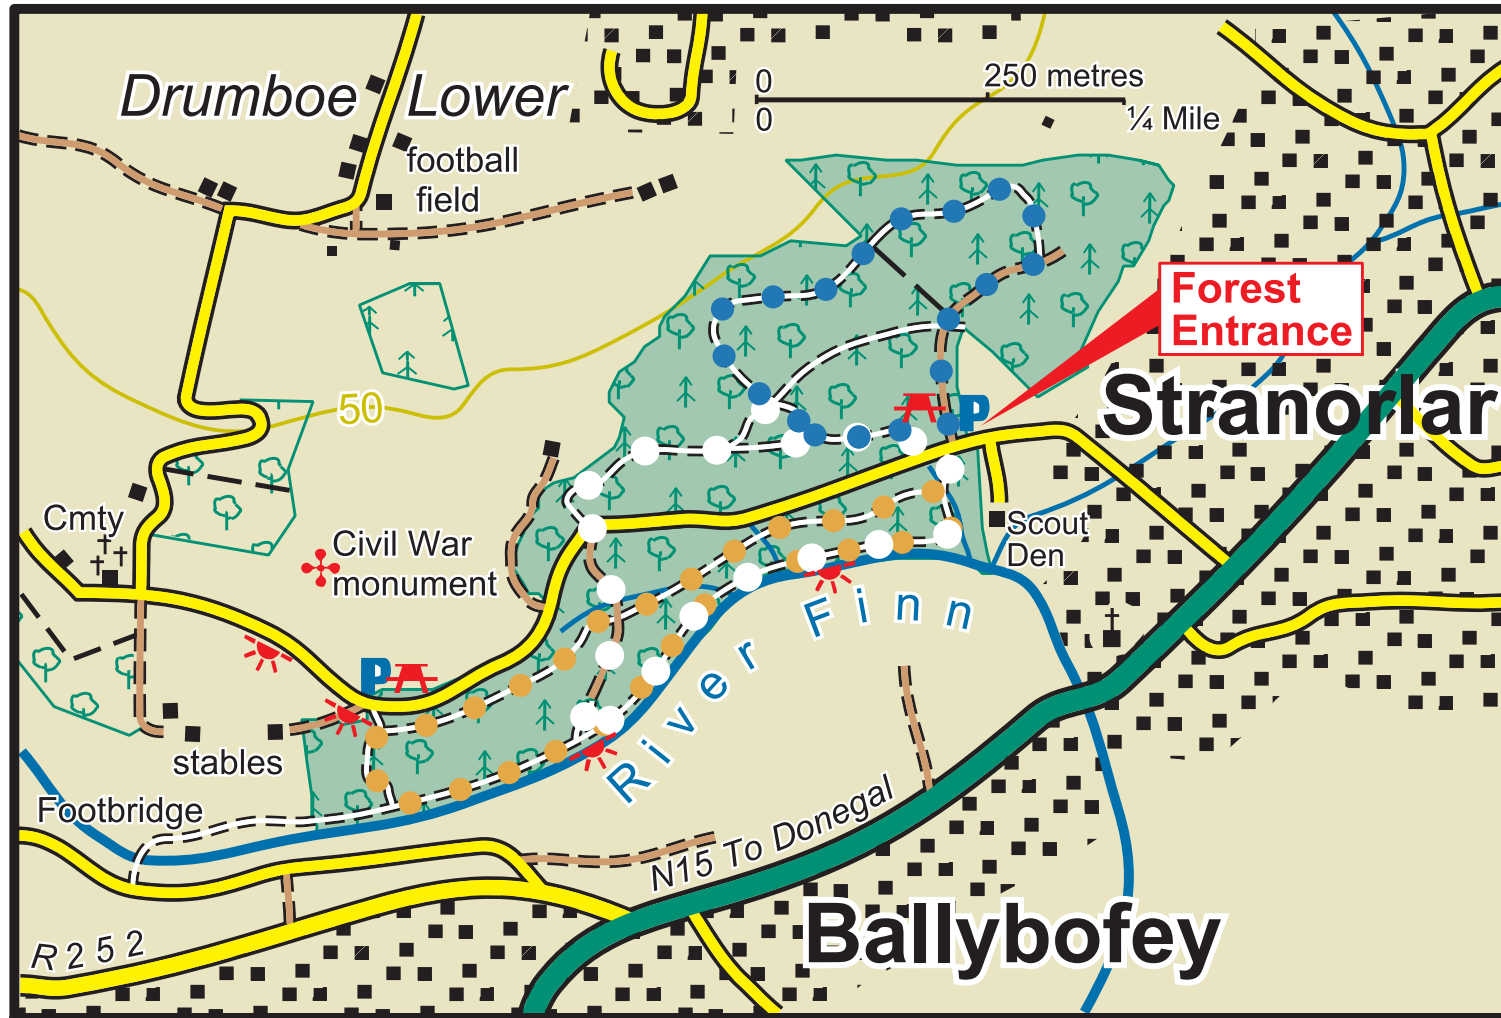 Drumboe Lower
0
250 metres
0
¼ Mile
football
field
Forest
Entrance
Stranorlar
50
P
Cmty
Civil War
monument
Scout
Den
River Finn
P
stables
Footbridge
N15 To Donegal
Ballybofey
R252